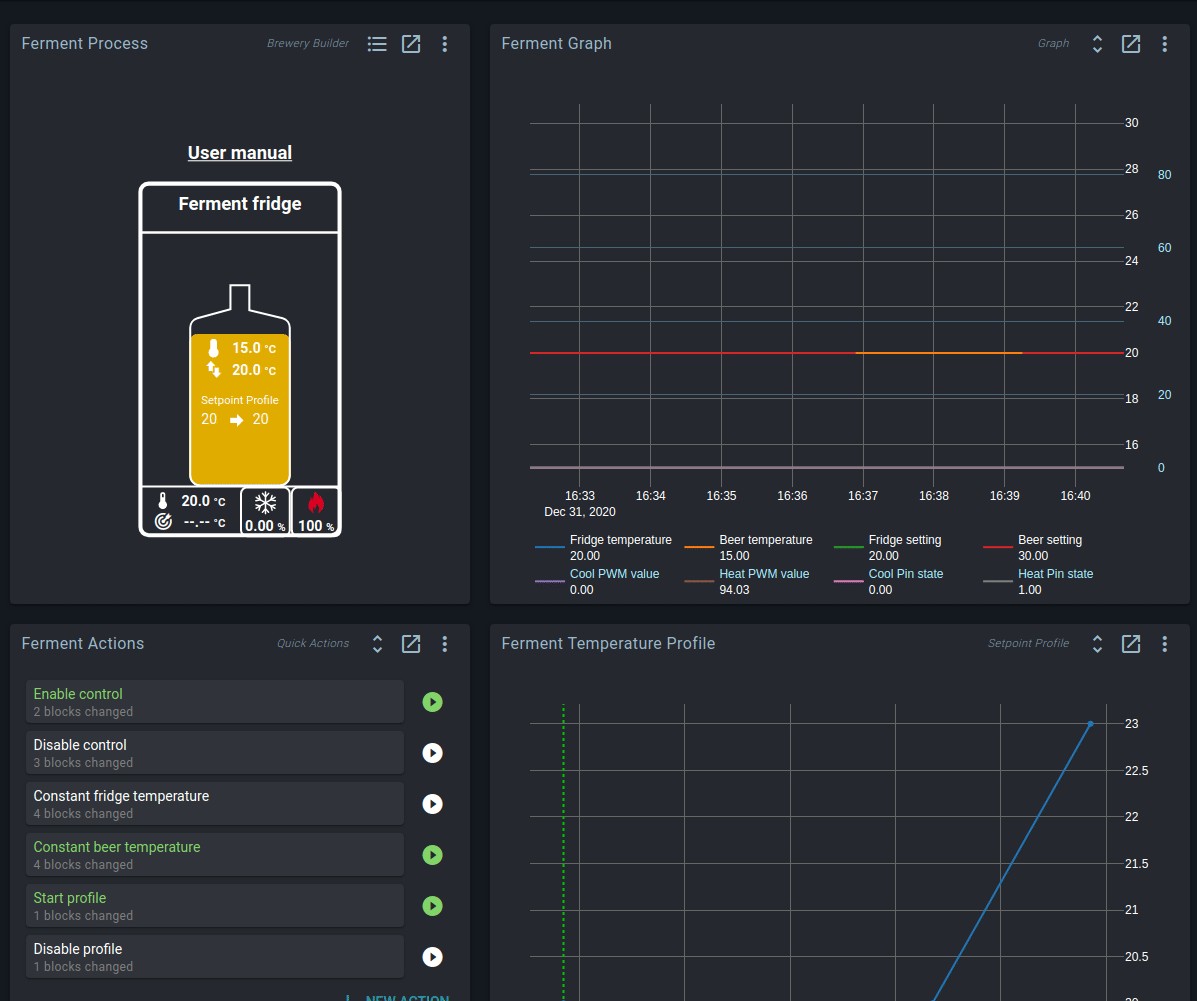 Ferment Process
Brewery Builder
User manual
Ferment fridge
15.0 °C
20.0 °C
Setpoint Profile
20 20
20.0 °C
--.-- °C
0.00 %
100 %
Ferment Graph
Graph
30
28
80
26
60
24
22
40
20
18
20
16
0
16:33 16:34 16:35 16:36 16:37 16:38 16:39 16:40
Dec 31, 2020
Fridge temperature Beer temperature Fridge setting Beer setting
20.00 15.00 20.00 30.00
Cool PWM value Heat PWM value Cool Pin state Heat Pin state
0.00 94.03 0.00 1.00
Ferment Actions
Quick Actions
Enable control
2 blocks changed
Disable control
3 blocks changed
Constant fridge temperature
4 blocks changed
Constant beer temperature
4 blocks changed
Start profile
1 blocks changed
Disable profile
1 blocks changed
NEW ACTION
Ferment Temperature Profile
Setpoint Profile
23
22.5
22
21.5
21
20.5
20